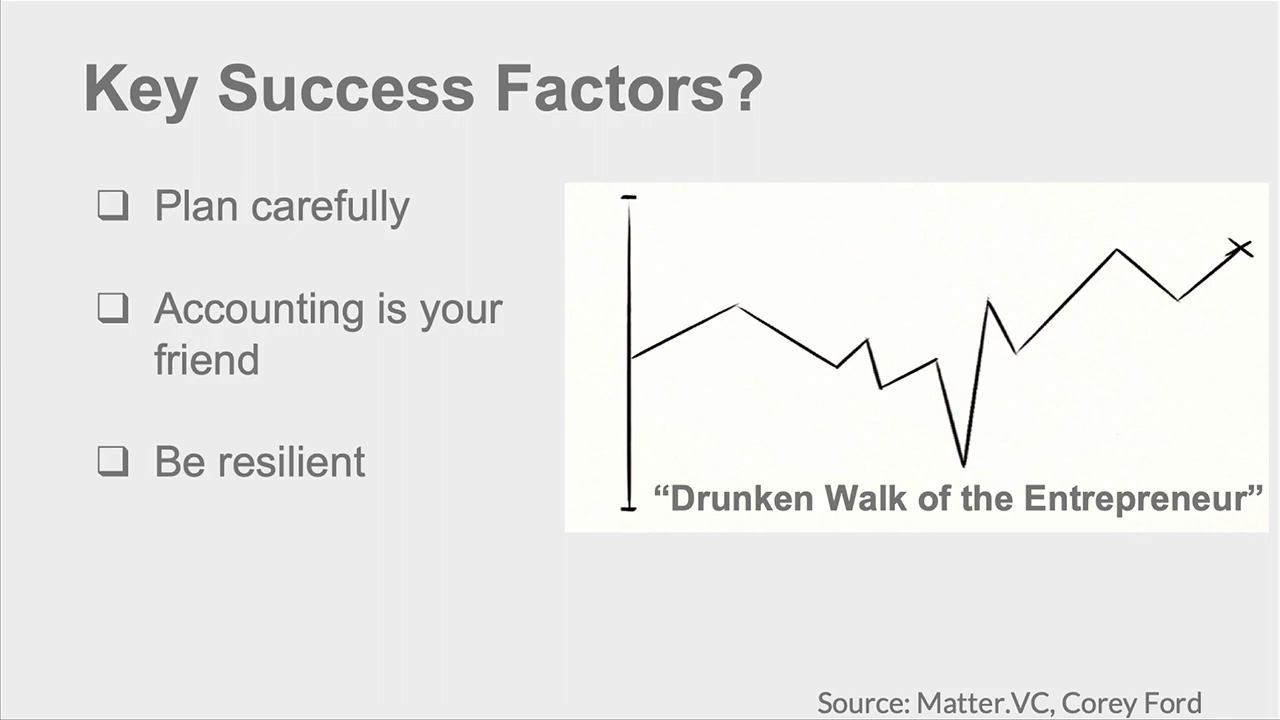 Key Success Factors?
❑ Plan carefully
❑ Accounting is your
friend
❑ Be resilient
“Drunken Walk of the Entrepreneur”
Source: Matter.VC, Corey Ford